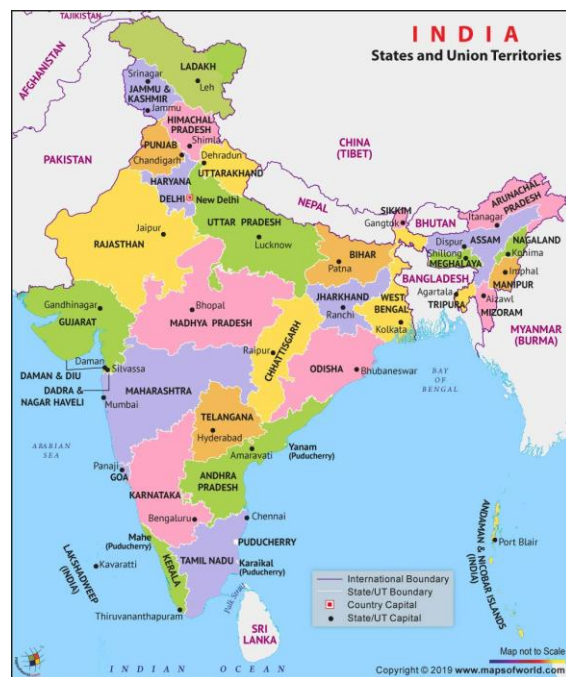 INDIA
States and Union Territories
TAJIKISTAN
AFGHANISTAN
PAKISTAN
CHINA
(TIBET)
NEPAL
BHUTAN
BANGLADESH
MYANMAR
(BURMA)
SRI
LANKA
LADAKH
Leh
Srinagar
JAMMU &
KASHMIR
Jammu
HIMACHAL
PRADESH
Shimla
PUNJAB
Chandigarh
Dehradun
UTTARAKHAND
HARYANA
DELHI
New Delhi
RAJASTHAN
Jaipur
UTTAR PRADESH
Lucknow
BIHAR
Patna
SIKKIM
Gangtok
ARUNACHAL
PRADESH
Itanagar
ASSAM
Dispur
NAGALAND
Kohima
Shillong
MEGHALAYA
Imphal
MANIPUR
Agartala
TRIPURA
Aizawl
MIZORAM
JHARKHAND
Ranchi
WEST
BENGAL
Kolkata
Gandhinagar
GUJARAT
Bhopal
MADHYA PRADESH
Raipur
CHHATTISGARH
ODISHA
Bhubaneswar
Daman
Silvassa
DAMAN & DIU
DADRA &
NAGAR HAVELI
MAHARASHTRA
Mumbai
TELANGANA
Hyderabad
Amaravati
Yanam
(Puducherry)
ANDHRA
PRADESH
Panaji
GOA
KARNATAKA
Bengaluru
Chennai
Mahe
(Puducherry)
PUDUCHERRY
TAMIL NADU
Karaikal
(Puducherry)
KERALA
Thiruvananthapuram
LAKSHADWEEP
(INDIA)
Kavaratti
ANDAMAN & NICOBAR ISLANDS
(INDIA)
Port Blair
ARABIAN
SEA
BAY
OF
BENGAL
Palk Strait
INDIAN OCEAN
International Boundary
State/UT Boundary
Country Capital
State/UT Capital
Map not to Scale
Copyright © 2019 www.mapsofworld.com